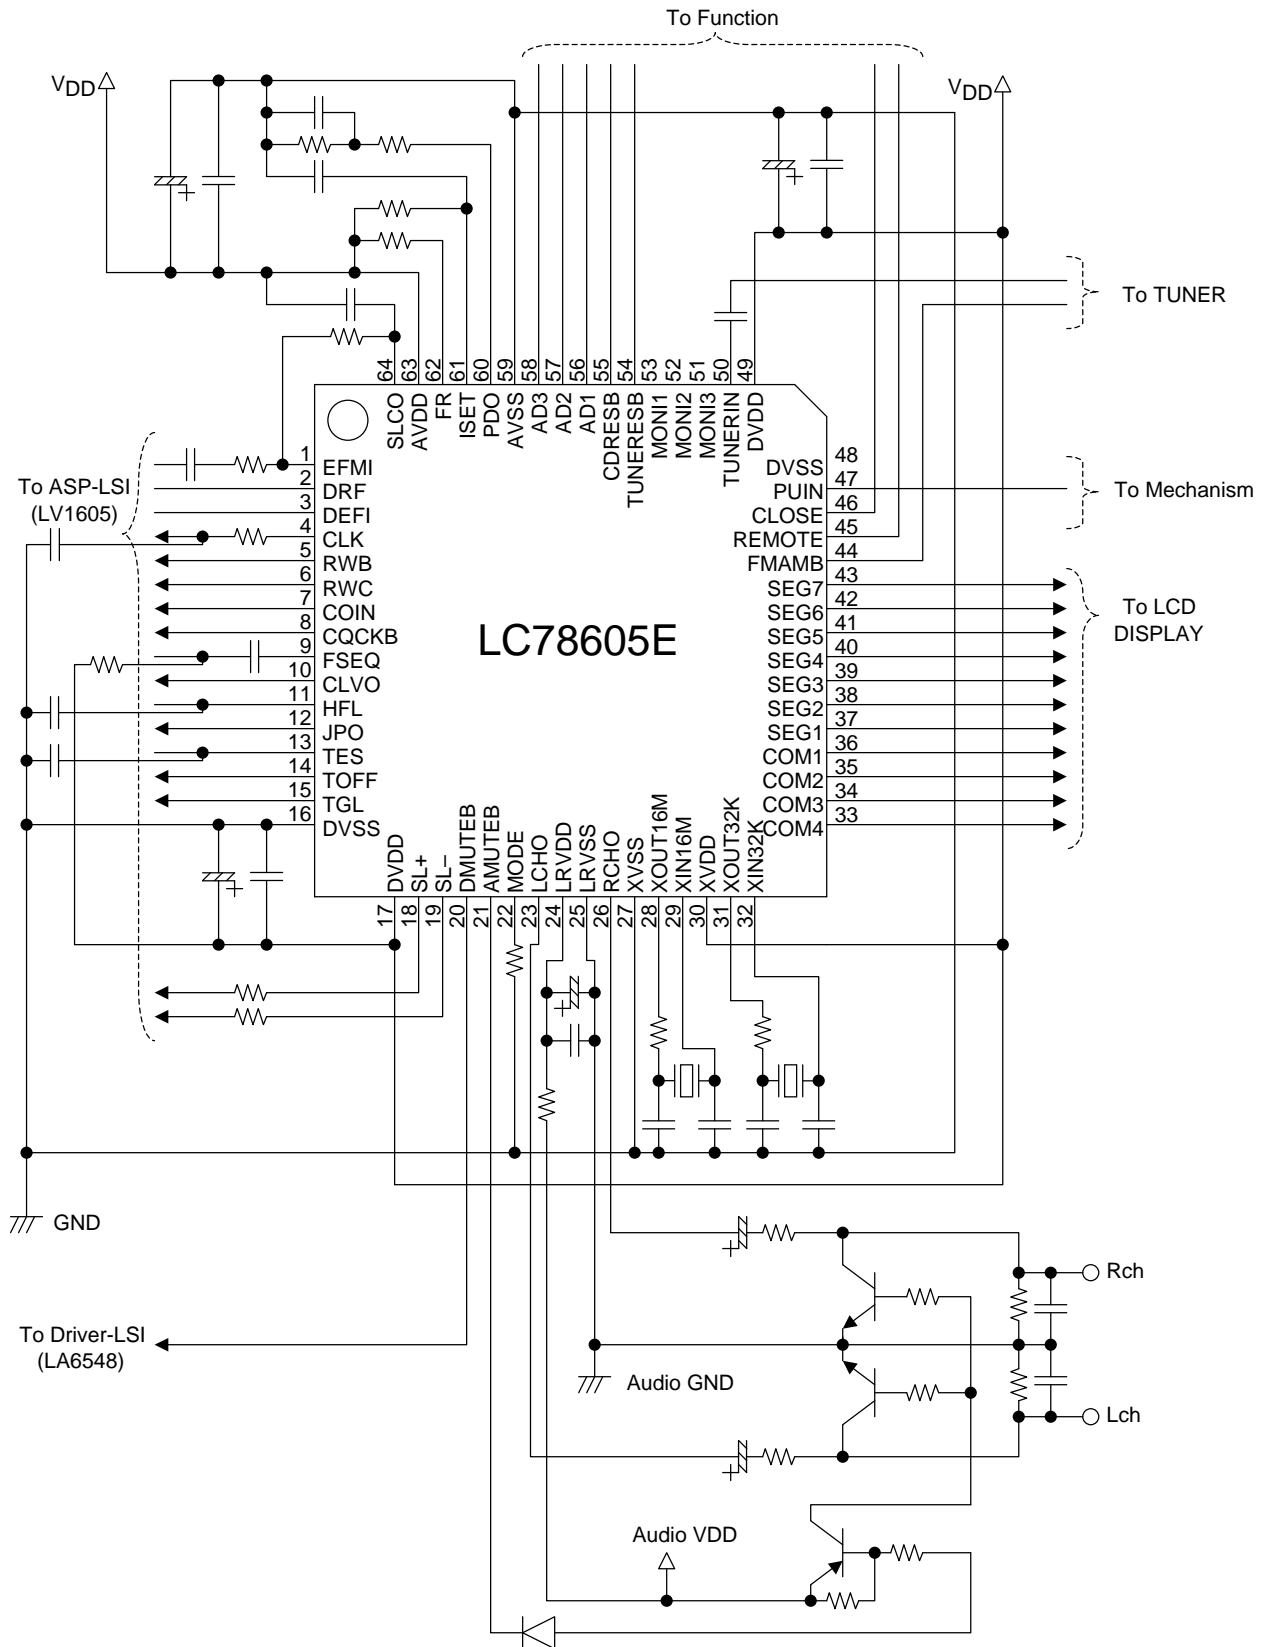 To Function
VDD
VDD
To TUNER
64
63
62
61
60
59
58
57
56
55
54
53
52
51
50
49
SLCO
AVDD
FR
ISET
PDO
AVSS
AD3
AD2
AD1
CDRESB
TUNERESB
MONI1
MONI2
MONI3
TUNERIN
DVDD
To ASP-LSI
(LV1605)
1
EFMI
2
DRF
3
DEFI
4
CLK
5
RWB
6
RWC
7
COIN
8
CQCKB
9
FSEQ
10
CLVO
11
HFL
12
JPO
13
TES
14
TOFF
15
TGL
16
DVSS
LC78605E
48
DVSS
47
PUIN
46
CLOSE
45
REMOTE
44
FMAMB
43
SEG7
42
SEG6
41
SEG5
40
SEG4
39
SEG3
38
SEG2
37
SEG1
36
COM1
35
COM2
34
COM3
33
COM4
To Mechanism
To LCD
DISPLAY
DVDD
SL+
SL–
DMUTEB
AMUTEB
MODE
LCHO
LRVDD
LRVSS
RCHO
XVSS
XOUT16M
XIN16M
XVDD
XOUT32K
XIN32K
17
18
19
20
21
22
23
24
25
26
27
28
29
30
31
32
+
+
+
+
GND
+
Rch
To Driver-LSI
(LA6548)
Audio GND
Lch
+
Audio VDD